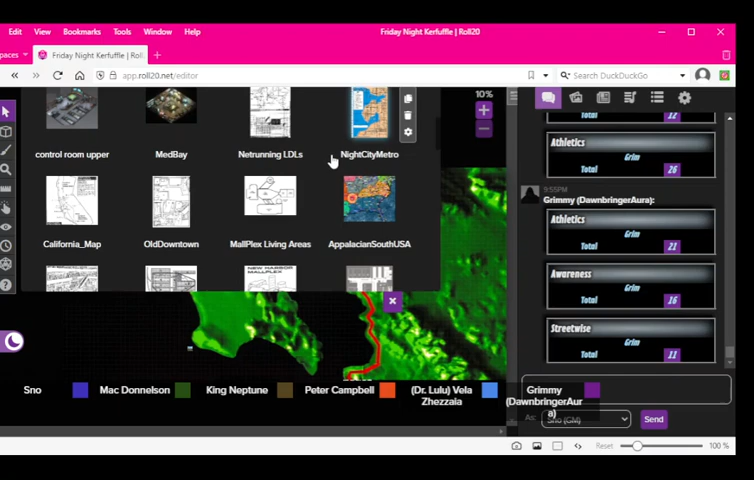 Edit View Bookmarks Tools Window Help
Friday Night Kerfuffle | Roll20
paces
Friday Night Kerfuffle | Roll
app.roll20.net/editor
Search DuckDuckGo
10%
control room upper MedBay Netrunning LDLs NightCityMetro
California_Map OldDowntown MallPlex Living Areas AppalacianSouthUSA
NEW HARBOR
MALLPLEX
Grim
Total 12
Athletics
Grim
Total 26
9:55PM
Grimmy (DawnbringerAura):
Athletics
Grim
Total 21
Awareness
Grim
Total 16
Streetwise
Grim
Total 11
Sno Mac Donnelson King Neptune Peter Campbell (Dr. Lulu) Vela Zhezzaia Grimmy (DawnbringerAura)
As: Sno (GM) Send
Reset 100 %